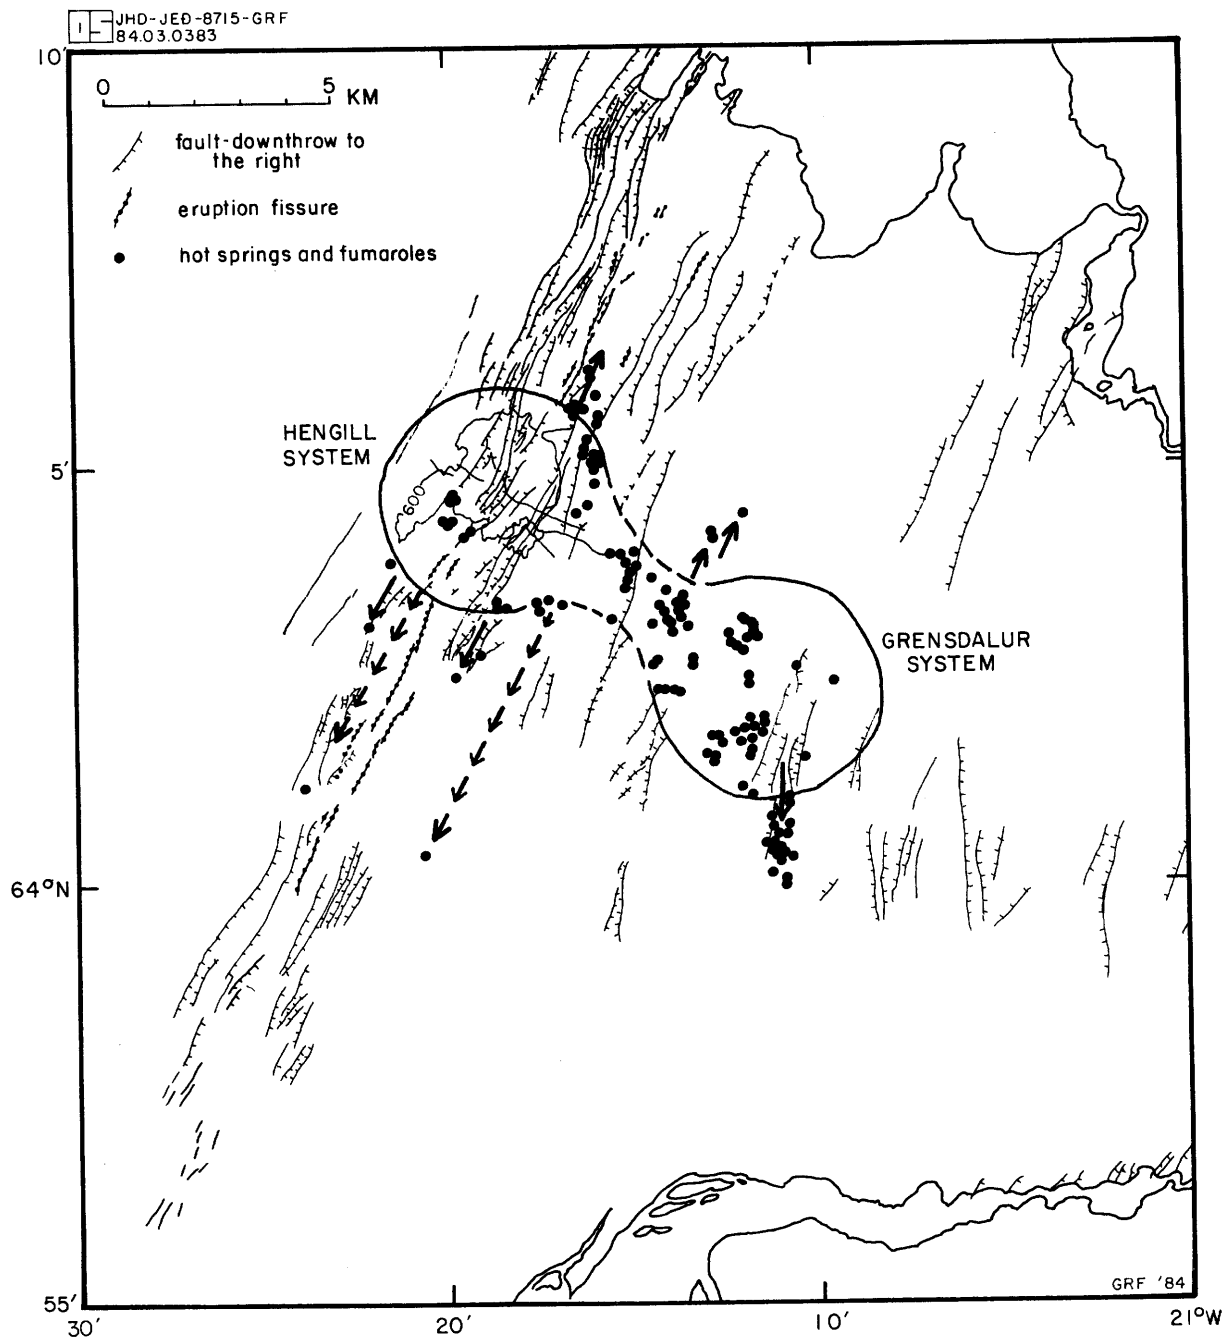 JHD-JED-8715-GRF
84.03.0383
10'
0 5 KM
fault-downthrow to
the right
eruption fissure
hot springs and fumaroles
HENGILL
SYSTEM
5'
600
GRENSDALUR
SYSTEM
64°N
GRF '84
55'
30' 20' 10' 21°W